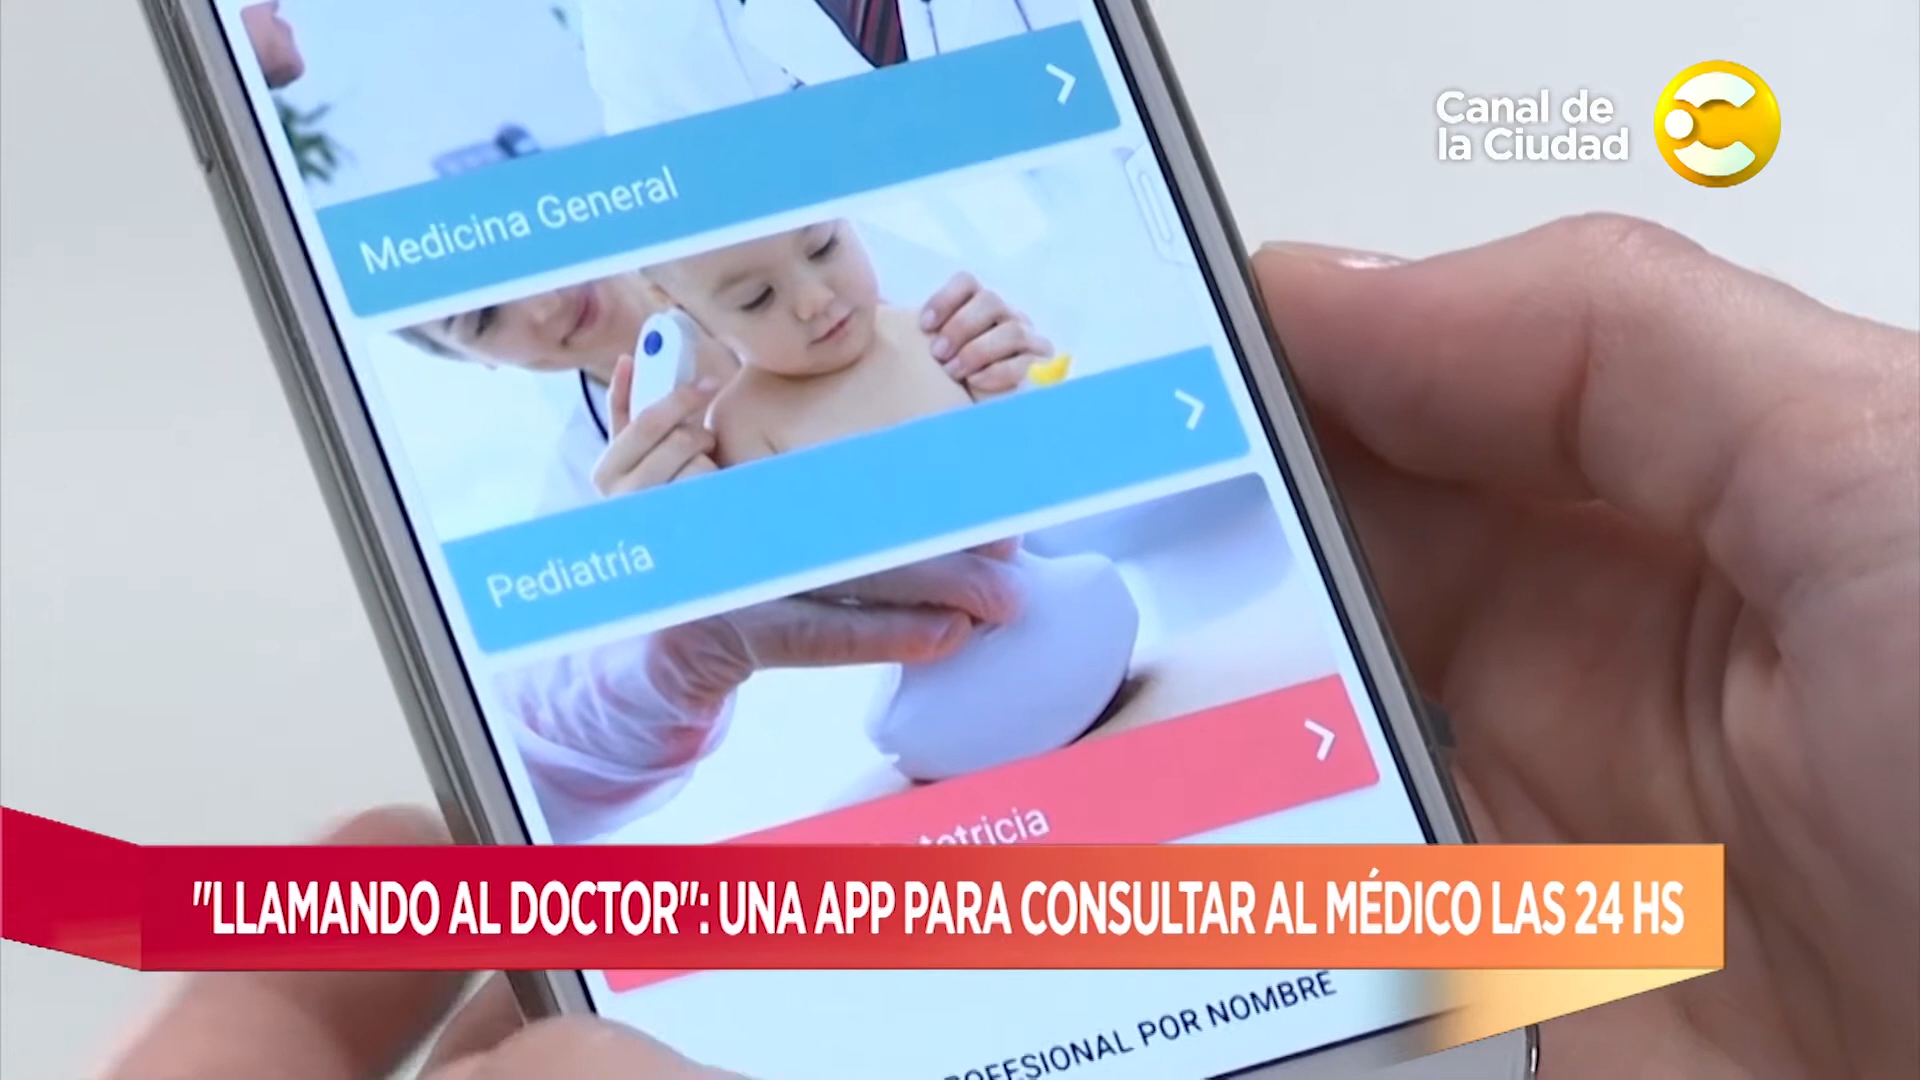 Canal de
la Ciudad
Medicina General
Pediatría
"LLAMANDO AL DOCTOR": UNA APP PARA CONSULTAR AL MÉDICO LAS 24 HS
POR NOMBRE